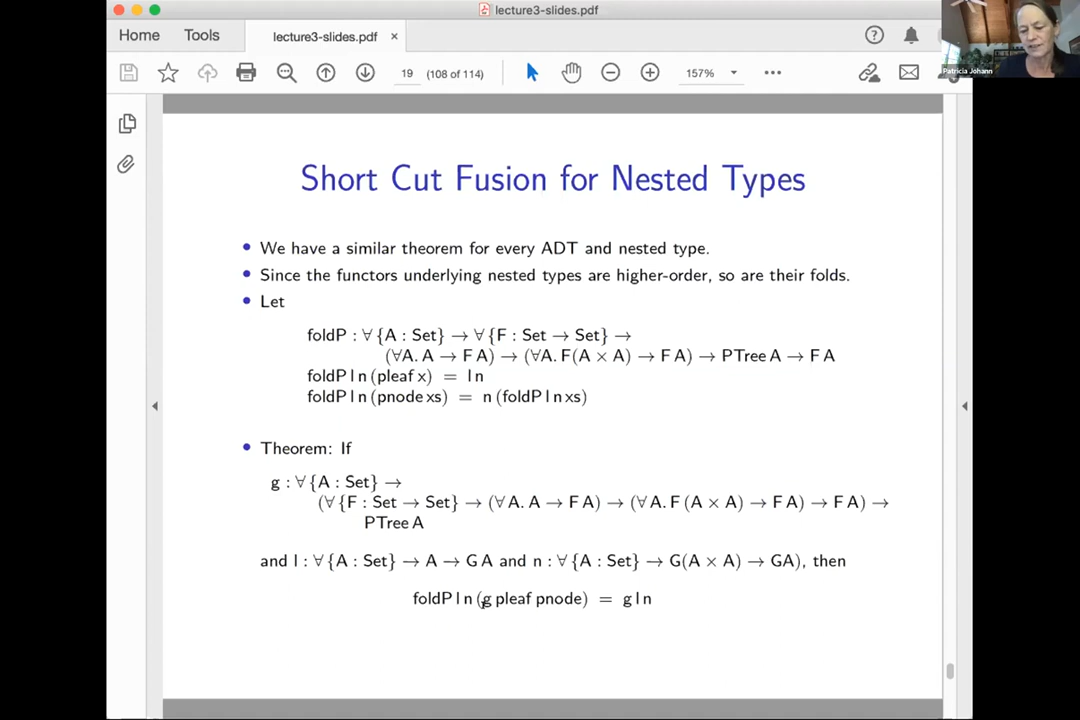 lecture3-slides.pdf
Home Tools lecture3-slides.pdf ×
19 (108 of 114) 157%
Patricia Johann
Short Cut Fusion for Nested Types
• We have a similar theorem for every ADT and nested type.
• Since the functors underlying nested types are higher-order, so are their folds.
• Let
foldP : ∀ {A : Set} → ∀ {F : Set → Set} →
(∀A. A → F A) → (∀A. F(A × A) → F A) → PTree A → F A
foldP l n (pleaf x) = l n
foldP l n (pnode xs) = n (foldP l n xs)
• Theorem: If
g : ∀ {A : Set} →
(∀ {F : Set → Set} → (∀ A. A → F A) → (∀ A. F (A × A) → F A) → F A) →
PTree A
and l : ∀ {A : Set} → A → G A and n : ∀ {A : Set} → G(A × A) → GA), then
foldP l n (g pleaf pnode) = g l n